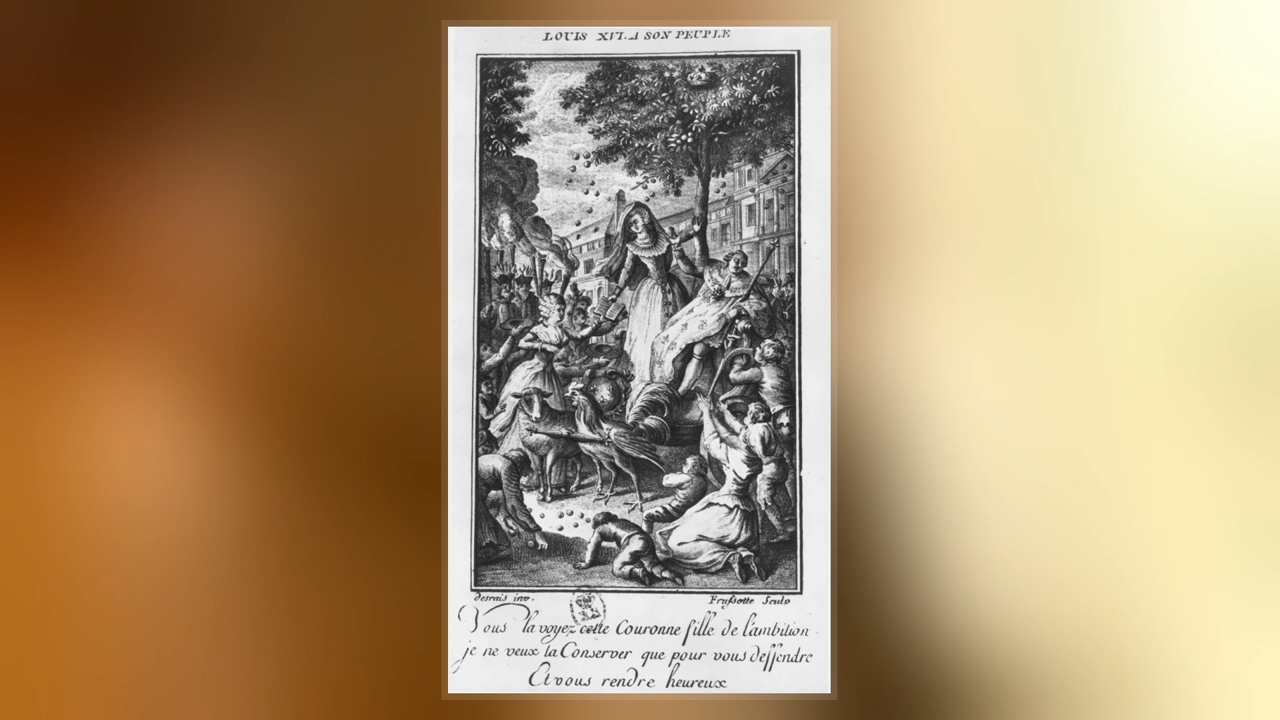 LOUIS XVI. A SON PEUPLE
desrais inv.
Frussotte Sculp
Vous la voyez cette Couronne fille de l'ambition
je ne veux la Conserver que pour vous deffendre
Et vous rendre heureux